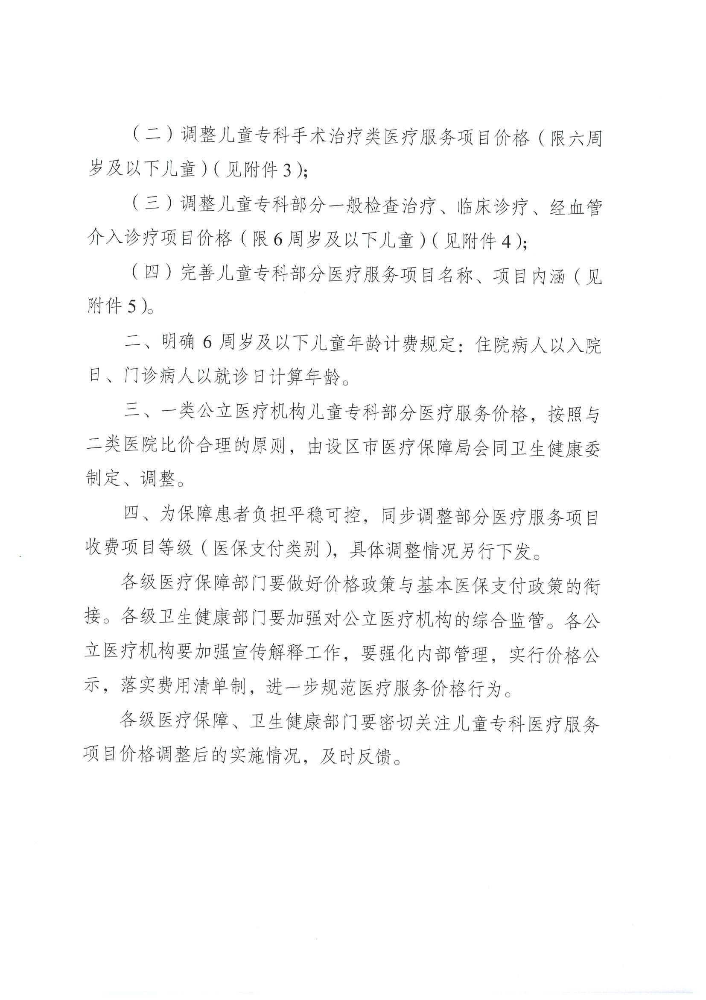 （二）调整儿童专科手术治疗类医疗服务项目价格（限六周
岁及以下儿童）（见附件3）；
（三）调整儿童专科部分一般检查治疗、临床诊疗、经血管
介入诊疗项目价格（限6周岁及以下儿童）（见附件4）；
（四）完善儿童专科部分医疗服务项目名称、项目内涵（见
附件5）。
二、明确6周岁及以下儿童年龄计费规定：住院病人以入院
日、门诊病人以就诊日计算年龄。
三、一类公立医疗机构儿童专科部分医疗服务价格，按照与
二类医院比价合理的原则，由设区市医疗保障局会同卫生健康委
制定、调整。
四、为保障患者负担平稳可控，同步调整部分医疗服务项目
收费项目等级（医保支付类别），具体调整情况另行下发。
各级医疗保障部门要做好价格政策与基本医保支付政策的衔
接。各级卫生健康部门要加强对公立医疗机构的综合监管。各公
立医疗机构要加强宣传解释工作，要强化内部管理，实行价格公
示，落实费用清单制，进一步规范医疗服务价格行为。
各级医疗保障、卫生健康部门要密切关注儿童专科医疗服务
项目价格调整后的实施情况，及时反馈。